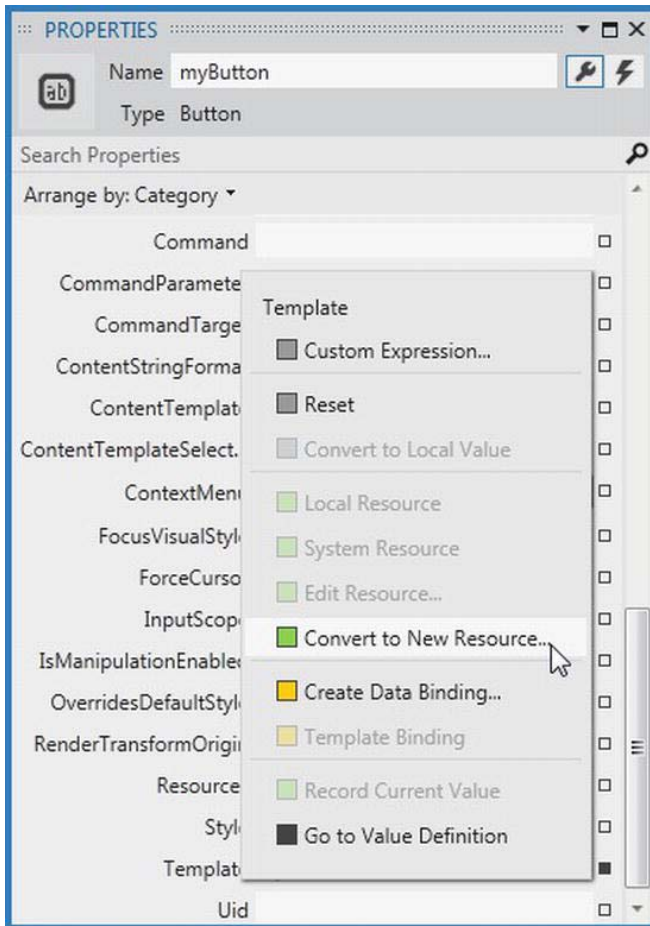 PROPERTIES
Name myButton
Type Button
Search Properties
Arrange by: Category
Command
CommandParamete
CommandTarge
ContentStringForma
ContentTemplat
ContentTemplateSelect.
ContextMen
FocusVisualStyl
ForceCurso
InputScop
IsManipulationEnable
OverridesDefaultStyl
RenderTransformOrigi
Resource
Styl
Templat
Uid
Template
Custom Expression...
Reset
Convert to Local Value
Local Resource
System Resource
Edit Resource...
Convert to New Resource...
Create Data Binding...
Template Binding
Record Current Value
Go to Value Definition